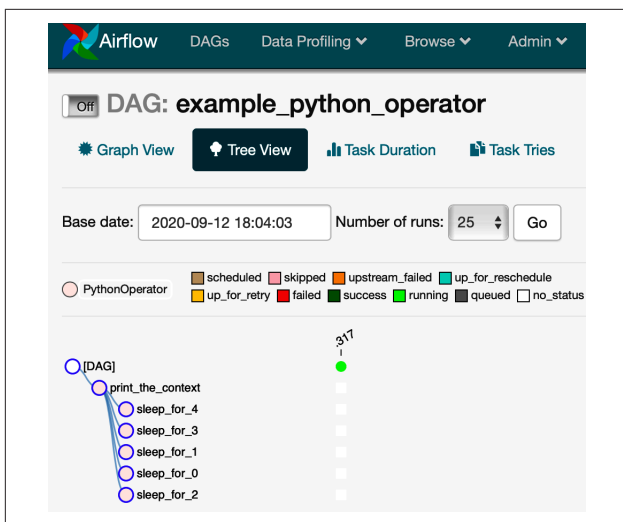 Airflow DAGs Data Profiling Browse Admin
Off DAG: example_python_operator
Graph View Tree View Task Duration Task Tries
Base date: 2020-09-12 18:04:03 Number of runs: 25 Go
PythonOperator scheduled skipped upstream_failed up_for_reschedule
up_for_retry failed success running queued no_status
.317
[DAG]
print_the_context
sleep_for_4
sleep_for_3
sleep_for_1
sleep_for_0
sleep_for_2